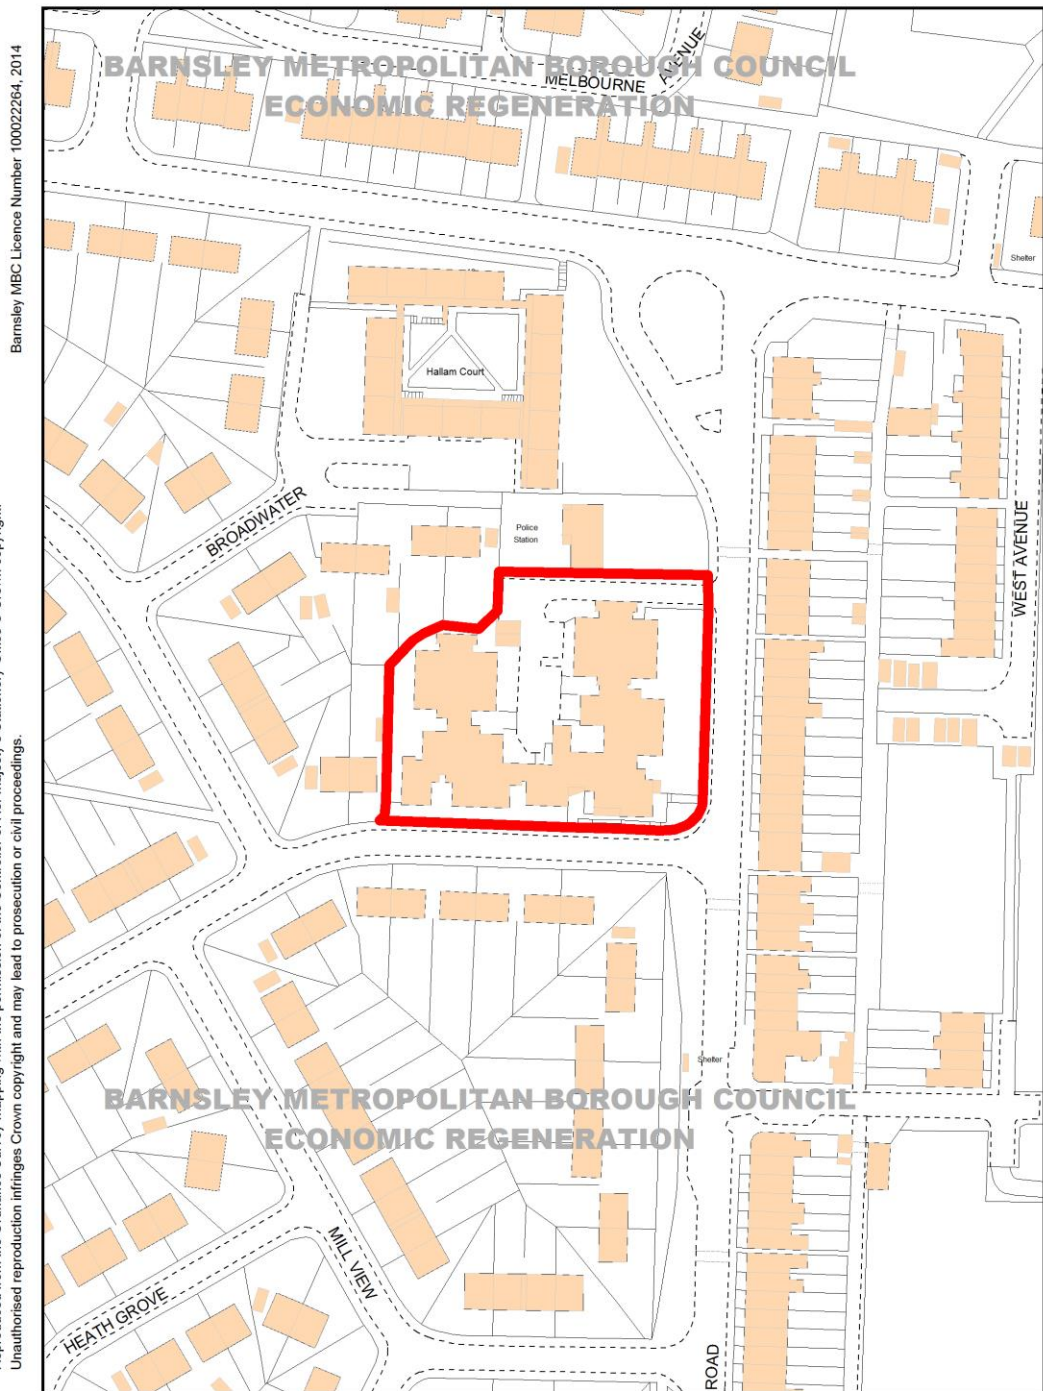 BARNSLEY METROPOLITAN BOROUGH COUNCIL
ECONOMIC REGENERATION
MELBOURNE AVENUE
Shelter
Hallam Court
Police
Station
BROADWATER
WEST AVENUE
Shelter
BARNSLEY METROPOLITAN BOROUGH COUNCIL
ECONOMIC REGENERATION
MILL VIEW
HEATH GROVE
ROAD
Barnsley MBC Licence Number 100022264, 2014
Unauthorised reproduction infringes Crown copyright and may lead to prosecution or civil proceedings.